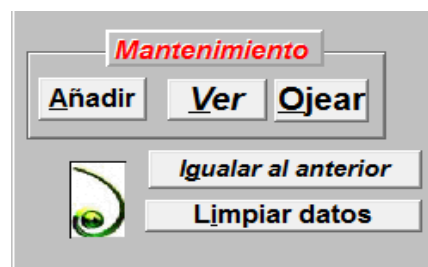 Mantenimiento
Añadir Ver Ojear
Igualar al anterior
Limpiar datos